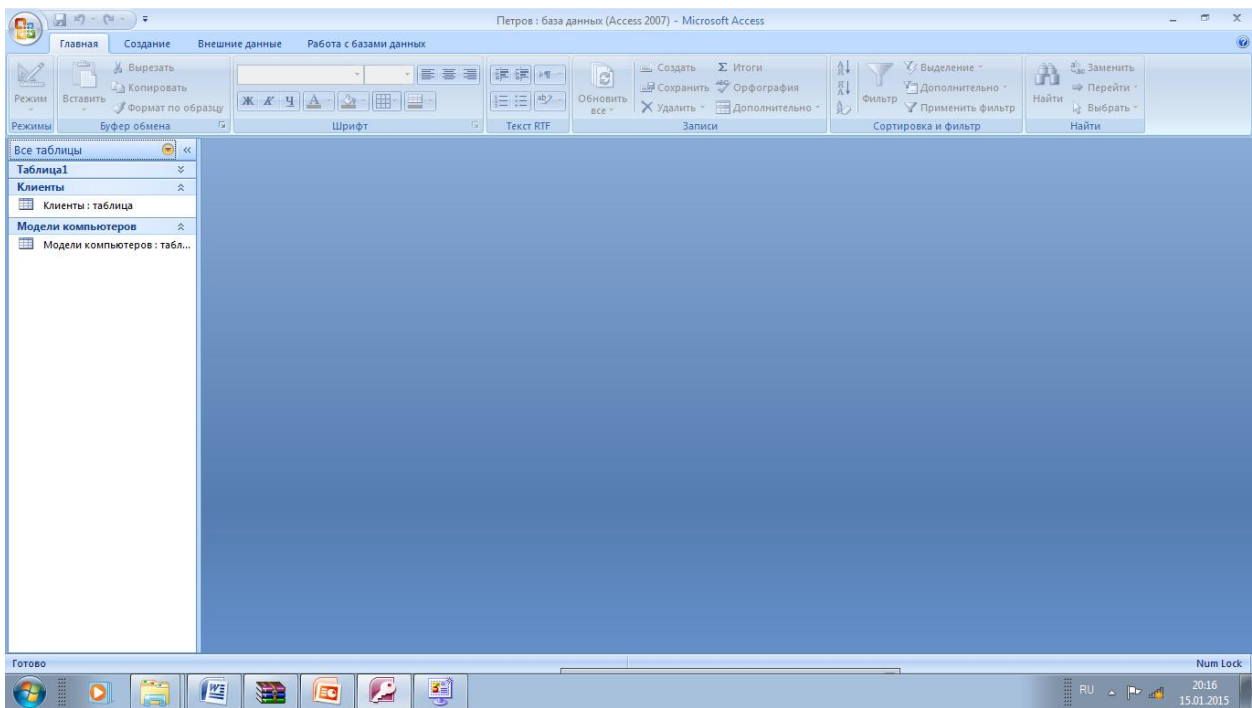 Петров : база данных (Access 2007) - Microsoft Access
Главная Создание Внешние данные Работа с базами данных
Режим
Вставить
Вырезать
Копировать
Формат по образцу
Ж К Ч А
ab
Обновить все
Создать Σ Итоги
Сохранить Орфография
Удалить Дополнительно
Фильтр
Выделение
Дополнительно
Применить фильтр
Найти
Заменить
Перейти
Выбрать
Режимы Буфер обмена Шрифт Текст RTF Записи Сортировка и фильтр Найти
Все таблицы
Таблица1
Клиенты
Клиенты : таблица
Модели компьютеров
Модели компьютеров : табл...
Готово
Num Lock
RU
20:16
15.01.2015